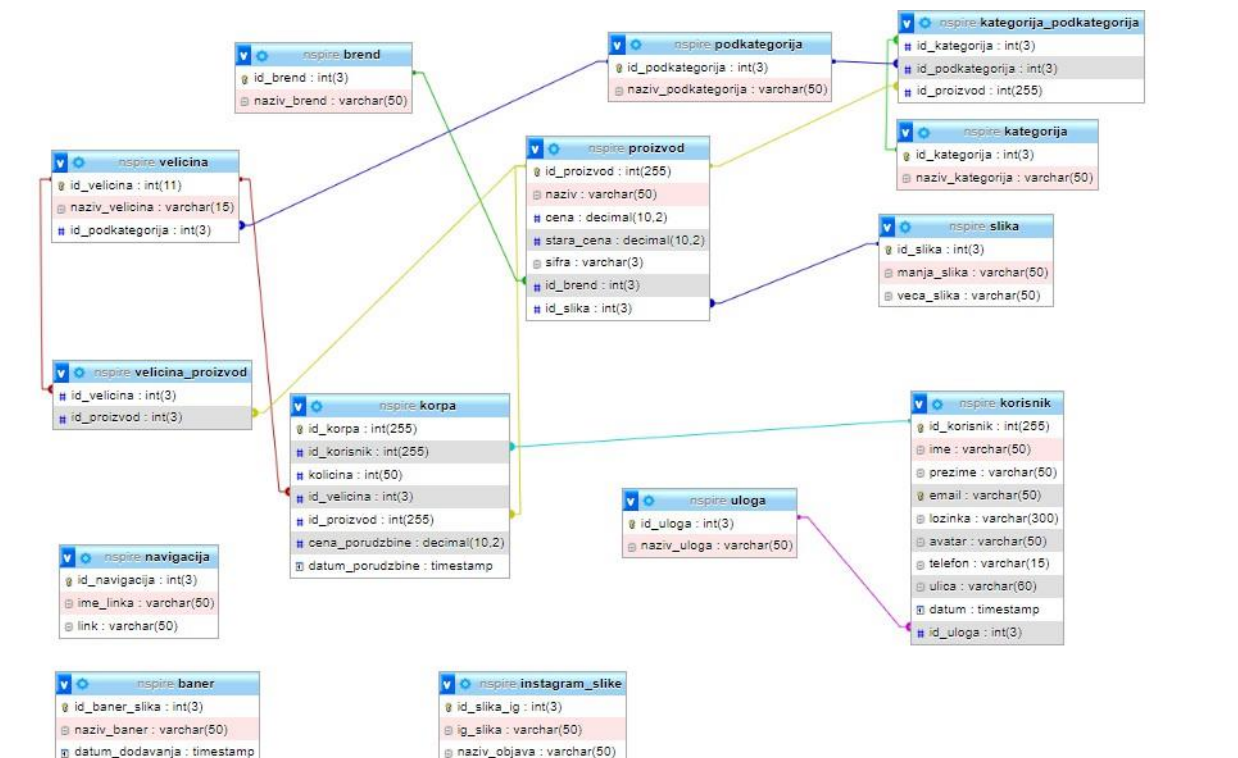 nspire brend
id_brend : int(3)
naziv_brend : varchar(50)
nspire podkategorija
id_podkategorija : int(3)
naziv_podkategorija : varchar(50)
nspire kategorija_podkategorija
id_kategorija : int(3)
id_podkategorija : int(3)
id_proizvod : int(255)
nspire kategorija
id_kategorija : int(3)
naziv_kategorija : varchar(50)
nspire velicina
id_velicina : int(11)
naziv_velicina : varchar(15)
id_podkategorija : int(3)
nspire proizvod
id_proizvod : int(255)
naziv : varchar(50)
cena : decimal(10,2)
stara_cena : decimal(10,2)
sifra : varchar(3)
id_brend : int(3)
id_slika : int(3)
nspire slika
id_slika : int(3)
manja_slika : varchar(50)
veca_slika : varchar(50)
nspire velicina_proizvod
id_velicina : int(3)
id_proizvod : int(3)
nspire korpa
id_korpa : int(255)
id_korisnik : int(255)
kolicina : int(50)
id_velicina : int(3)
id_proizvod : int(255)
cena_porudzbine : decimal(10,2)
datum_porudzbine : timestamp
nspire korisnik
id_korisnik : int(255)
ime : varchar(50)
prezime : varchar(50)
email : varchar(50)
lozinka : varchar(300)
avatar : varchar(50)
telefon : varchar(15)
ulica : varchar(60)
datum : timestamp
id_uloga : int(3)
nspire uloga
id_uloga : int(3)
naziv_uloga : varchar(50)
nspire navigacija
id_navigacija : int(3)
ime_linka : varchar(50)
link : varchar(50)
nspire baner
id_baner_slika : int(3)
naziv_baner : varchar(50)
datum_dodavanja : timestamp
nspire instagram_slike
id_slika_ig : int(3)
ig_slika : varchar(50)
naziv_objava : varchar(50)